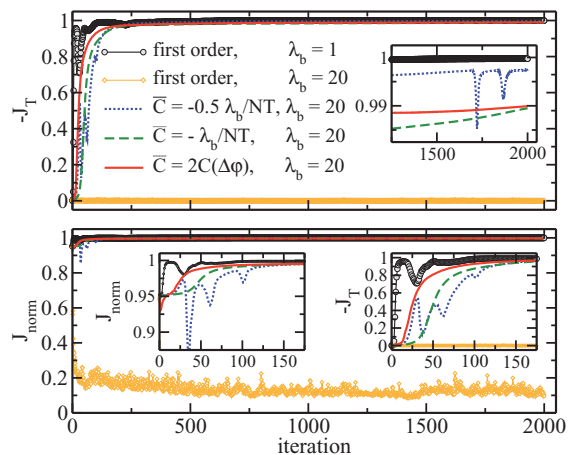 1
0.8
0.6
0.4
0.2
0
-J_T
first order, λ_b = 1
first order, λ_b = 20
C̅ = -0.5 λ_b/NT, λ_b = 20
C̅ = - λ_b/NT, λ_b = 20
C̅ = 2C(Δφ), λ_b = 20
1
0.99
1500 2000
1
0.8
0.6
0.4
0.2
0
J_norm
1
0.95
0.9
J_norm
0 50 100 150
1
0.8
0.6
0.4
0.2
0
-J_T
0 50 100 150
0 500 1000 1500 2000
iteration